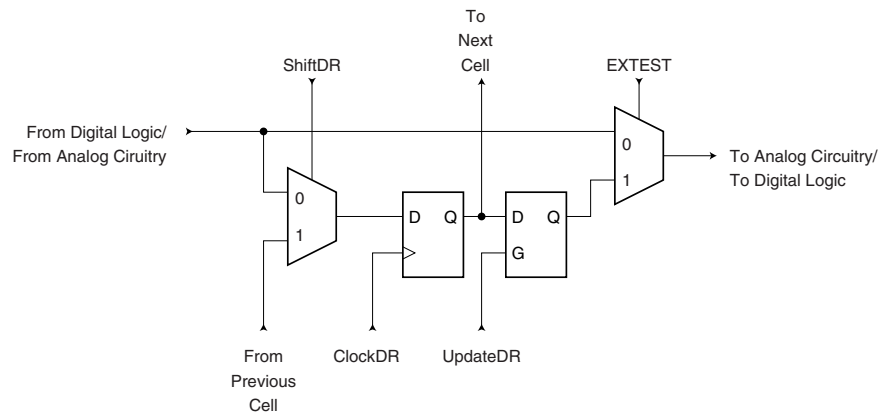 To
Next
Cell
ShiftDR
EXTEST
From Digital Logic/
From Analog Ciruitry
0
1
To Analog Circuitry/
To Digital Logic
0
1
D Q
D Q
G
From
Previous
Cell
ClockDR
UpdateDR